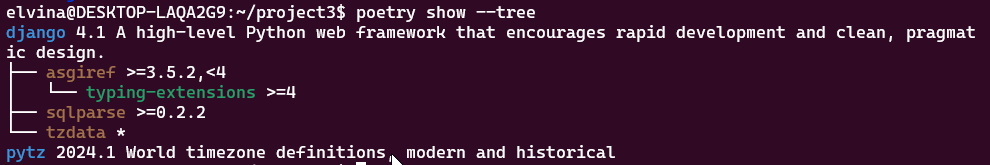 elvina@DESKTOP-LAQA2G9:~/project3$ poetry show --tree
django 4.1 A high-level Python web framework that encourages rapid development and clean, pragmat
ic design.
├── asgiref >=3.5.2,<4
│   └── typing-extensions >=4
├── sqlparse >=0.2.2
└── tzdata *
pytz 2024.1 World timezone definitions, modern and historical